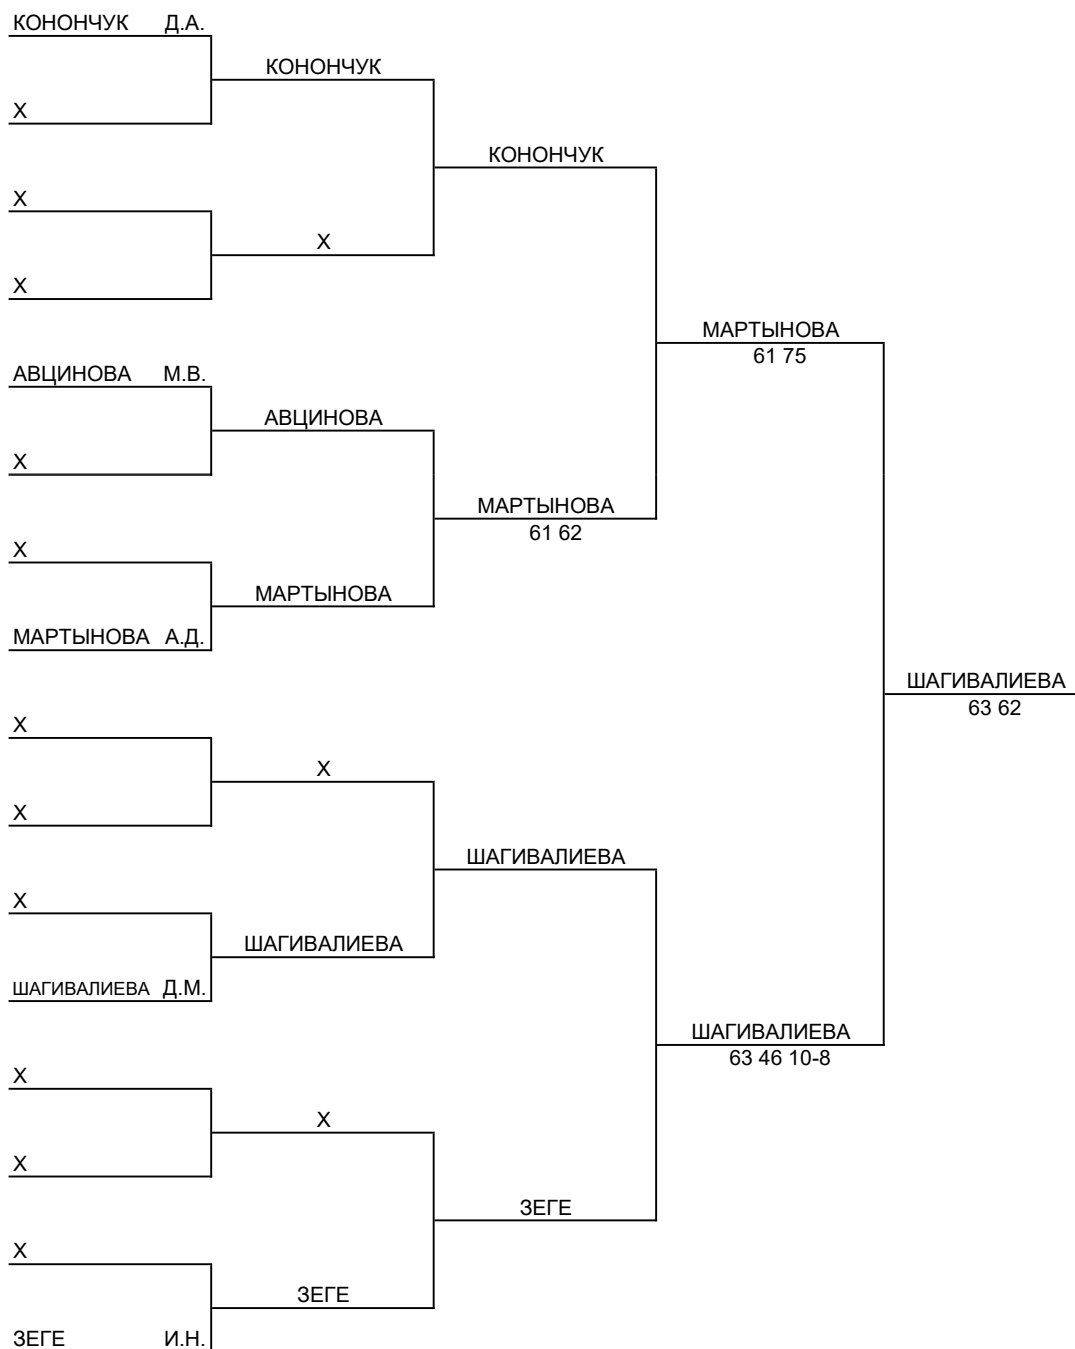 КОНОНЧУК Д.А.
КОНОНЧУК
X
КОНОНЧУК
X
X
X
МАРТЫНОВА
61 75
АВЦИНОВА М.В.
АВЦИНОВА
X
МАРТЫНОВА
61 62
X
МАРТЫНОВА
МАРТЫНОВА А.Д.
ШАГИВАЛИЕВА
63 62
X
X
X
ШАГИВАЛИЕВА
X
ШАГИВАЛИЕВА
ШАГИВАЛИЕВА Д.М.
ШАГИВАЛИЕВА
63 46 10-8
X
X
X
ЗЕГЕ
X
ЗЕГЕ
ЗЕГЕ И.Н.